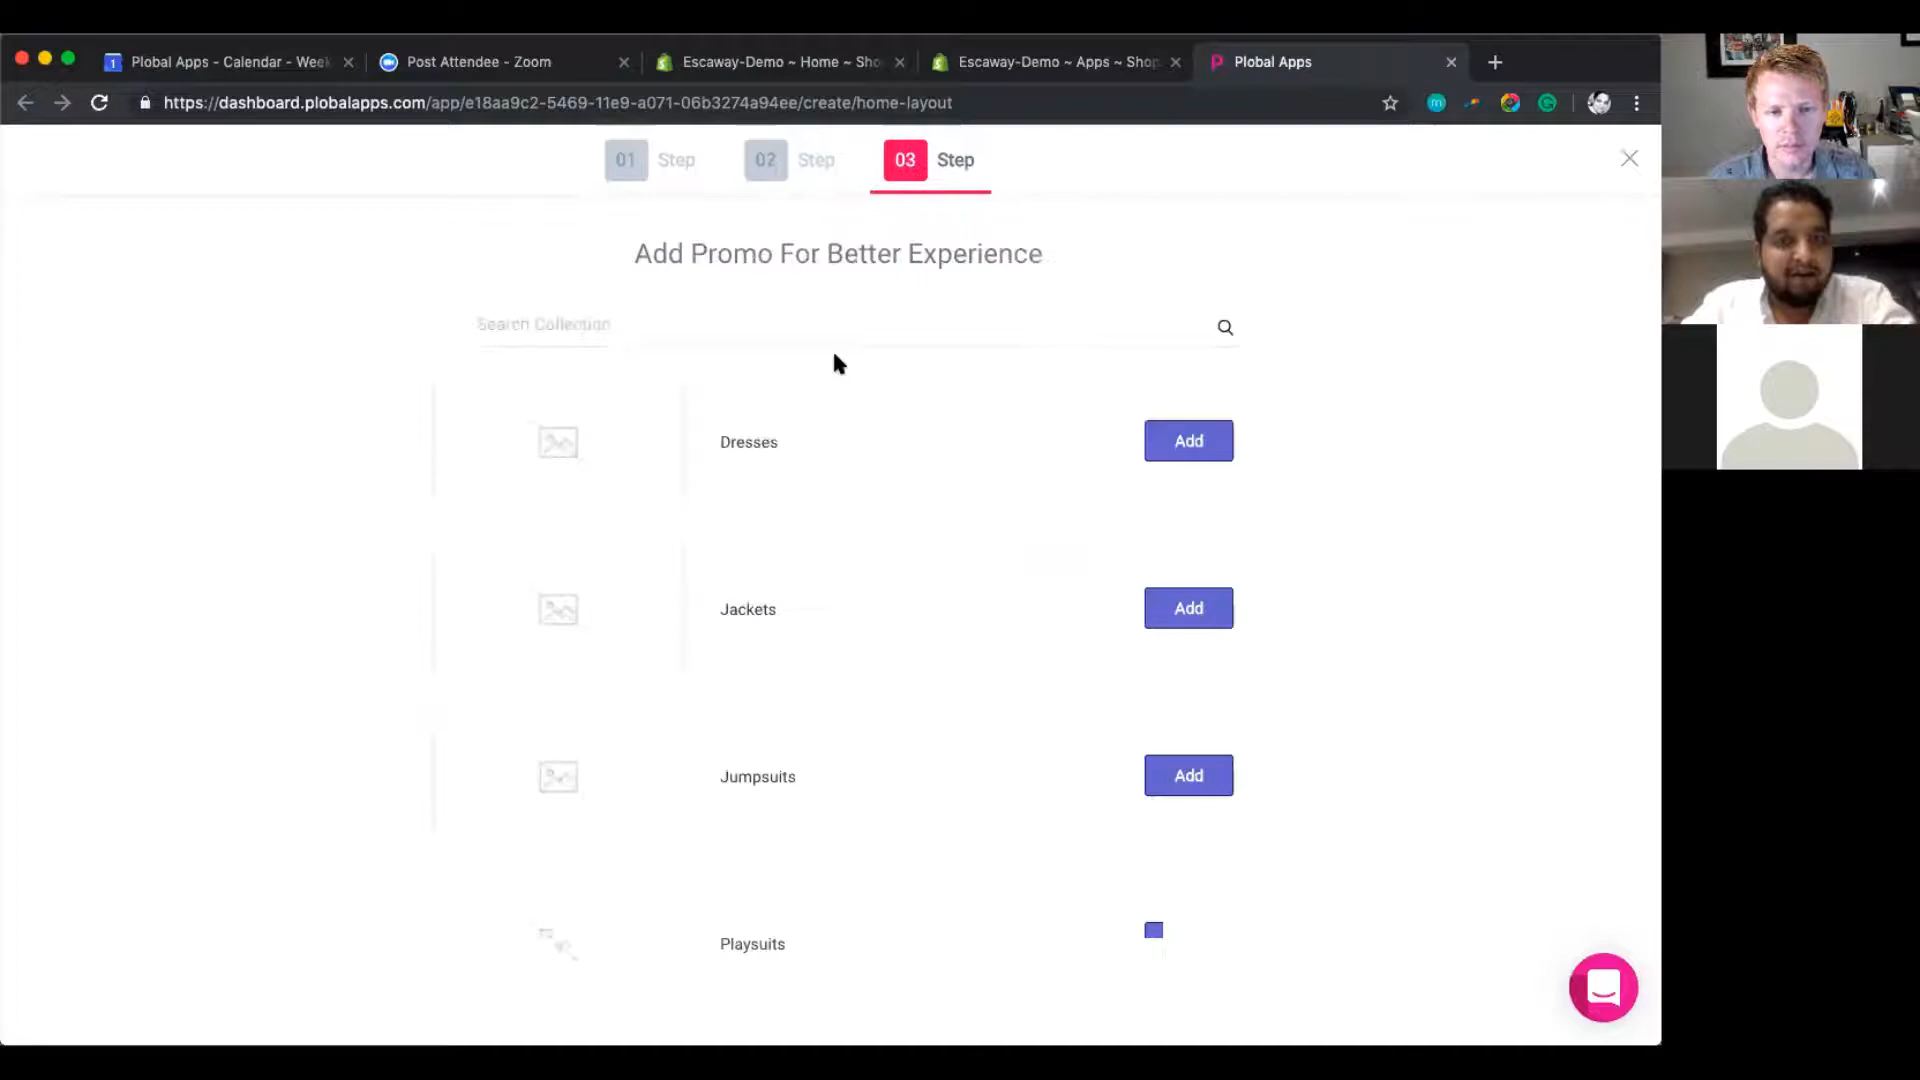 Plobal Apps - Calendar - Week
Post Attendee - Zoom
Escaway-Demo ~ Home ~ Sho
Escaway-Demo ~ Apps ~ Shop
Plobal Apps
https://dashboard.plobalapps.com/app/e18aa9c2-5469-11e9-a071-06b3274a94ee/create/home-layout
01 Step
02 Step
03 Step
Add Promo For Better Experience
Search Collection
Dresses
Add
Jackets
Add
Jumpsuits
Add
Playsuits